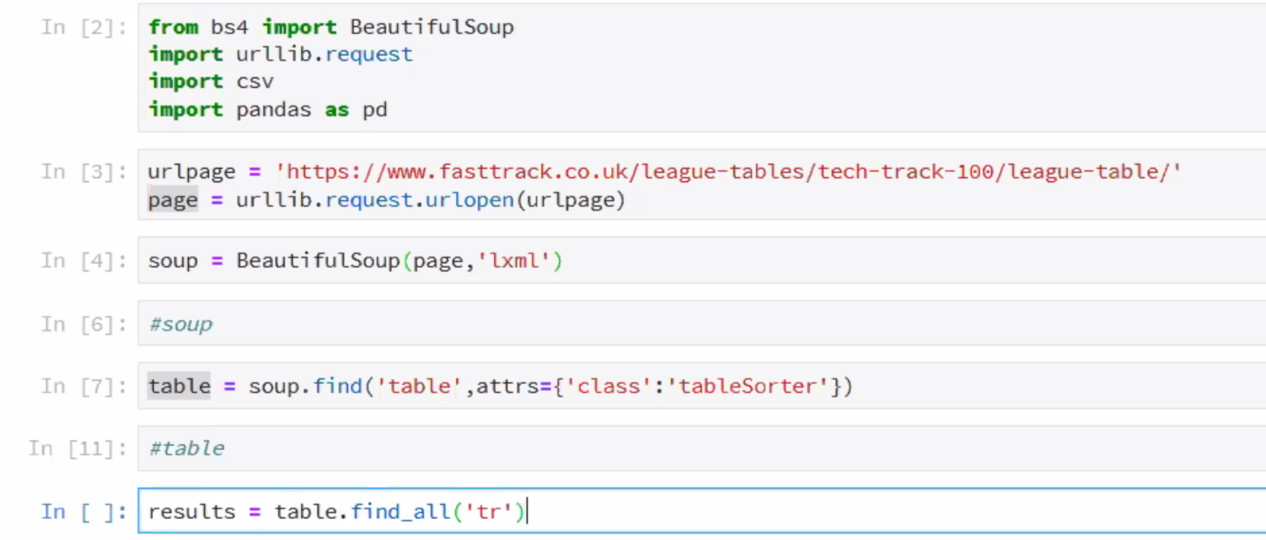 In [2]: from bs4 import BeautifulSoup
import urllib.request
import csv
import pandas as pd
In [3]: urlpage = 'https://www.fasttrack.co.uk/league-tables/tech-track-100/league-table/'
page = urllib.request.urlopen(urlpage)
In [4]: soup = BeautifulSoup(page,'lxml')
In [6]: #soup
In [7]: table = soup.find('table',attrs={'class':'tableSorter'})
In [11]: #table
In [ ]: results = table.find_all('tr')